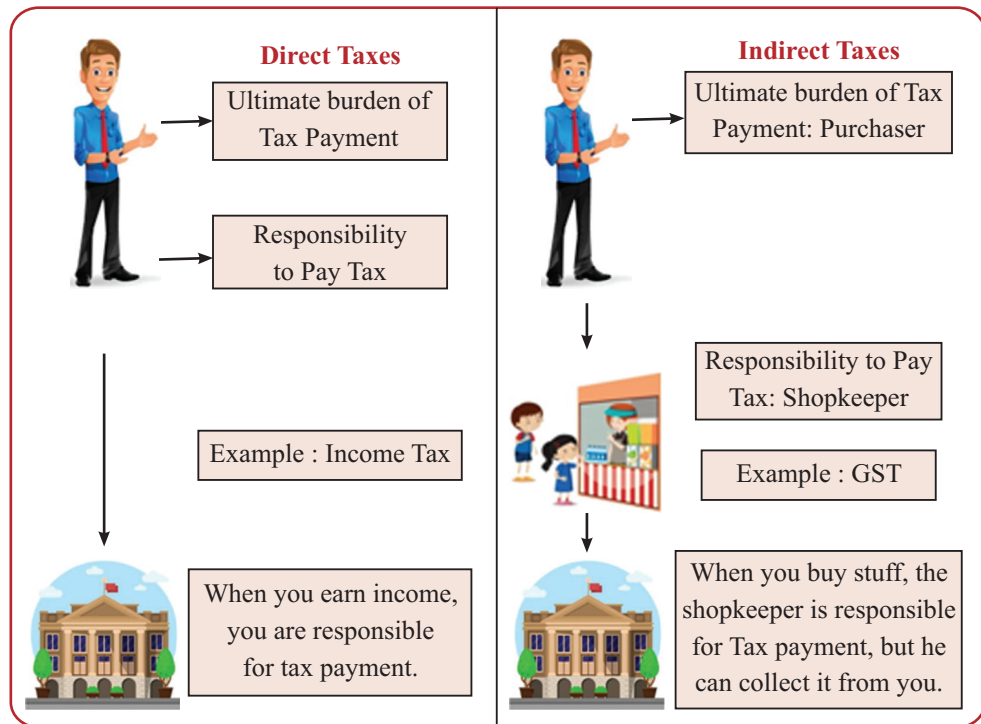 Direct Taxes
Ultimate burden of
Tax Payment
Responsibility
to Pay Tax
Example : Income Tax
When you earn income,
you are responsible
for tax payment.
Indirect Taxes
Ultimate burden of Tax
Payment: Purchaser
Responsibility to Pay
Tax: Shopkeeper
Example : GST
When you buy stuff, the
shopkeeper is responsible
for Tax payment, but he
can collect it from you.